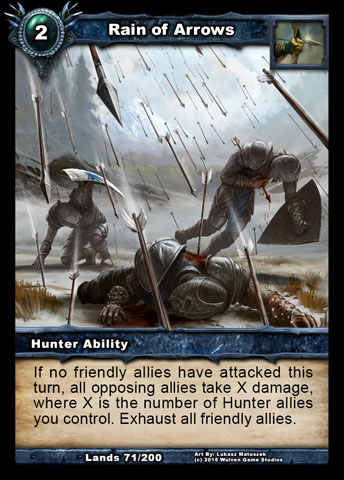 2
Rain of Arrows
Hunter Ability
If no friendly allies have attacked this
turn, all opposing allies take X damage,
where X is the number of Hunter allies
you control. Exhaust all friendly allies.
Lands 71/200
Art By: Lukasz Matuszek
(c) 2015 Wulven Game Studios